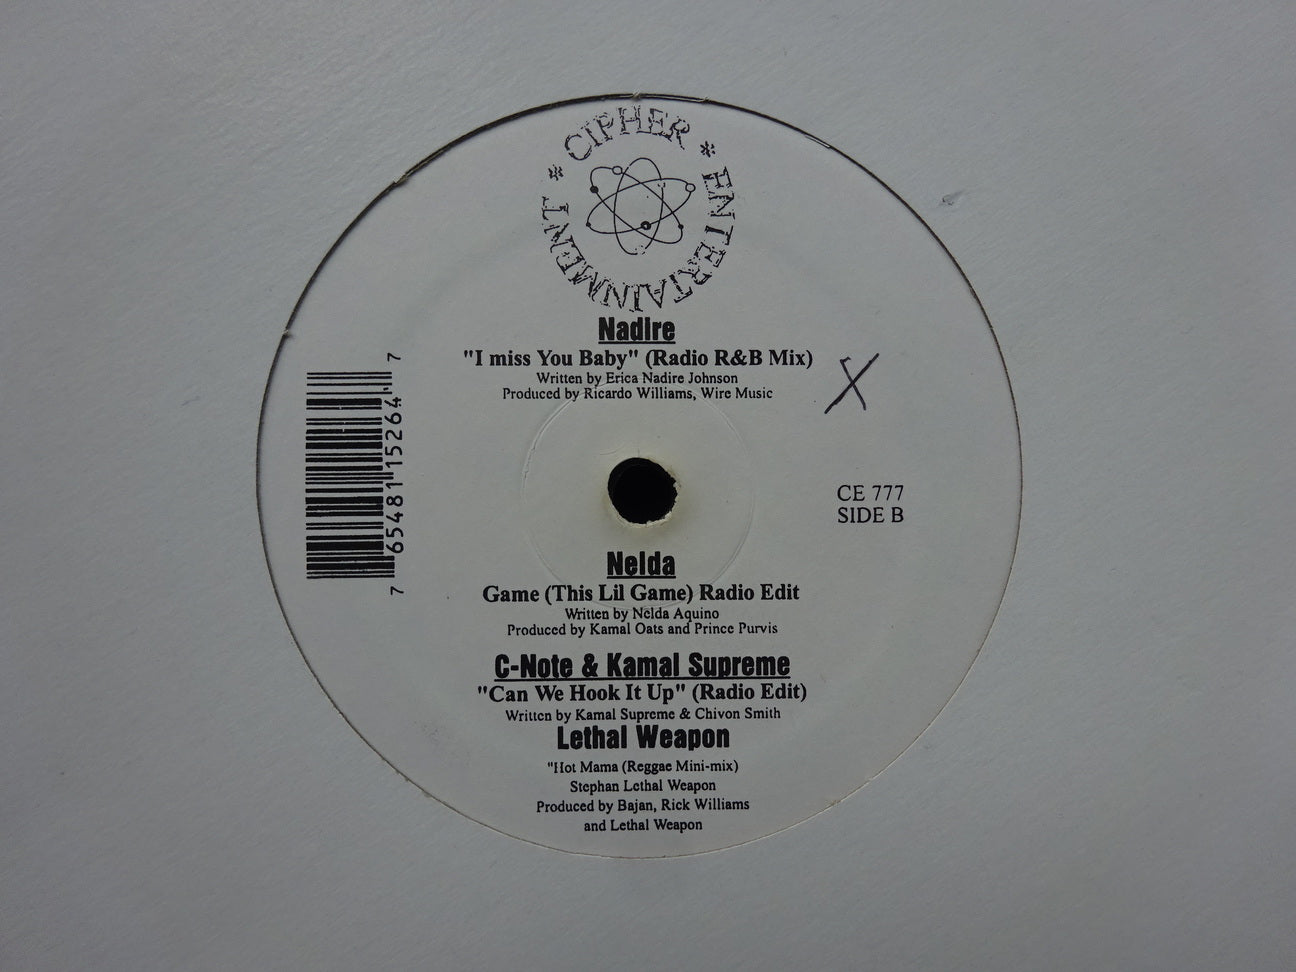 * CIPHER * ENTERTAINMENT
Nadire
"I miss You Baby" (Radio R&B Mix)
Written by Erica Nadire Johnson
Produced by Ricardo Williams, Wire Music
X
7 65481 15264 7
CE 777
SIDE B
Nelda
Game (This Lil Game) Radio Edit
Written by Nelda Aquino
Produced by Kamal Oats and Prince Purvis
C-Note & Kamal Supreme
"Can We Hook It Up" (Radio Edit)
Written by Kamal Supreme & Chivon Smith
Lethal Weapon
"Hot Mama (Reggae Mini-mix)
Stephan Lethal Weapon
Produced by Bajan, Rick Williams
and Lethal Weapon